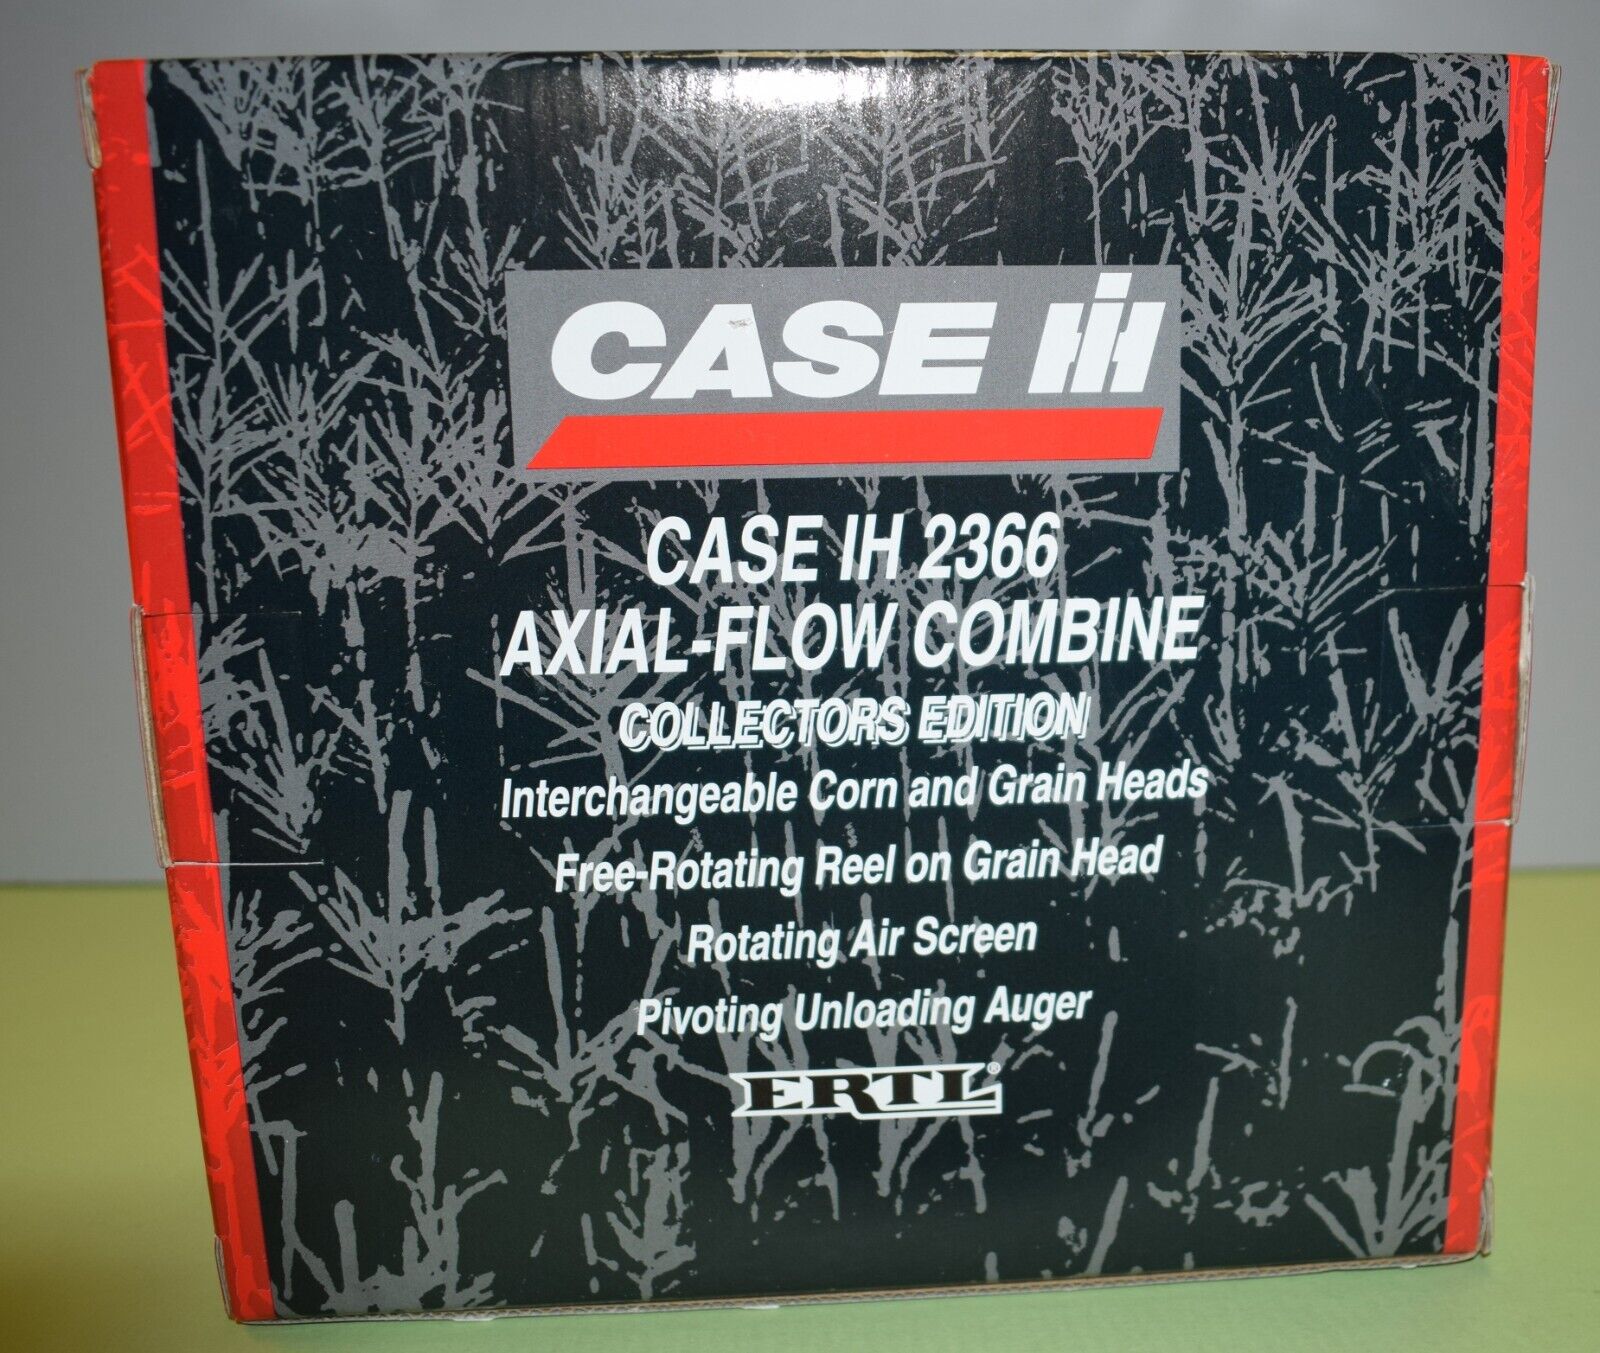 CASE IH
CASE IH 2366
AXIAL-FLOW COMBINE
COLLECTORS EDITION
Interchangeable Corn and Grain Heads
Free-Rotating Reel on Grain Head
Rotating Air Screen
Pivoting Unloading Auger
ERTL®